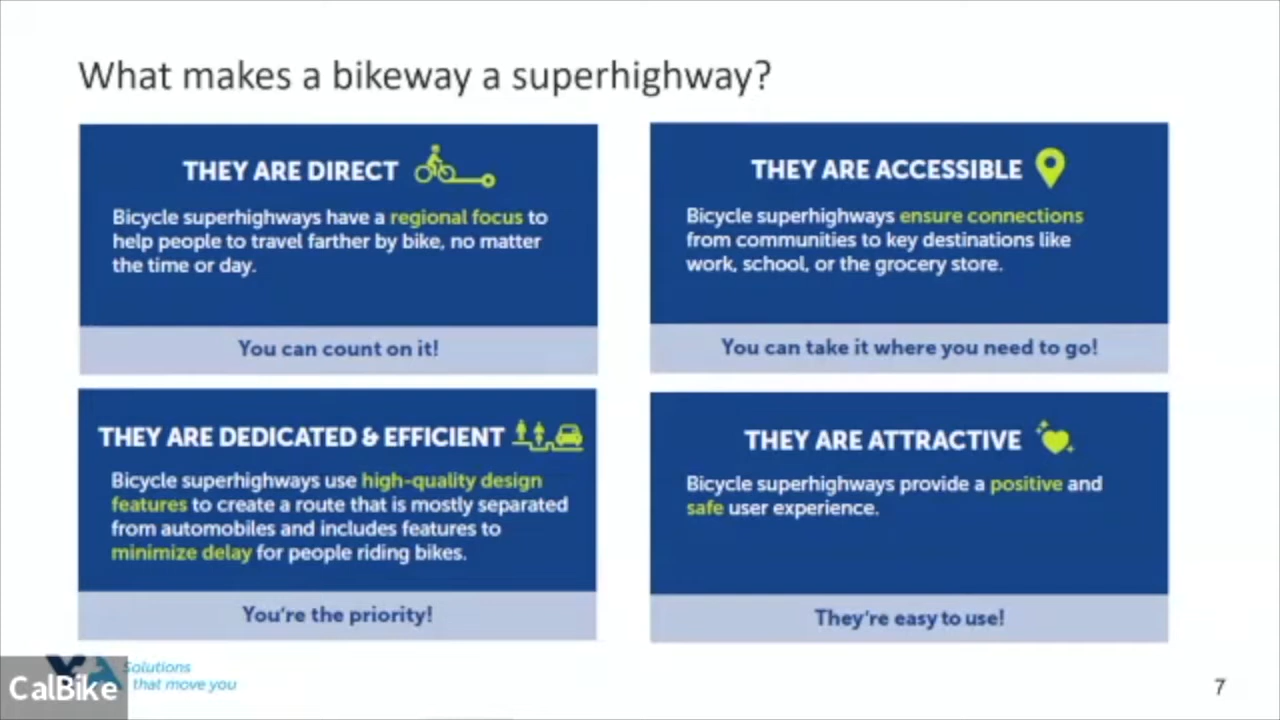 What makes a bikeway a superhighway?
THEY ARE DIRECT
Bicycle superhighways have a regional focus to
help people to travel farther by bike, no matter
the time or day.
You can count on it!
THEY ARE ACCESSIBLE
Bicycle superhighways ensure connections
from communities to key destinations like
work, school, or the grocery store.
You can take it where you need to go!
THEY ARE DEDICATED & EFFICIENT
Bicycle superhighways use high-quality design
features to create a route that is mostly separated
from automobiles and includes features to
minimize delay for people riding bikes.
You're the priority!
THEY ARE ATTRACTIVE
Bicycle superhighways provide a positive and
safe user experience.
They're easy to use!
Solutions
that move you
CalBike
7